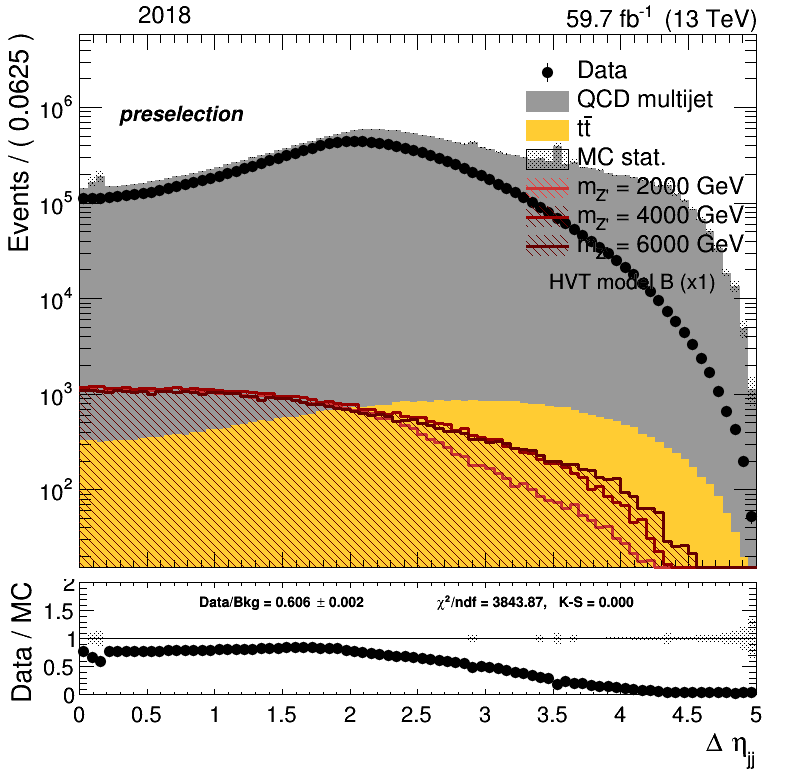 2018 59.7 fb⁻¹ (13 TeV)
Events / ( 0.0625 )
preselection
Data
QCD multijet
tt̄
MC stat.
m_Z' = 2000 GeV
m_Z' = 4000 GeV
m_Z' = 6000 GeV
HVT model B (x1)
10⁶
10⁵
10⁴
10³
10²
Data / MC
Data/Bkg = 0.606 ± 0.002 χ²/ndf = 3843.87, K-S = 0.000
2
1.5
1
0.5
0
0 0.5 1 1.5 2 2.5 3 3.5 4 4.5 5
Δ η_jj